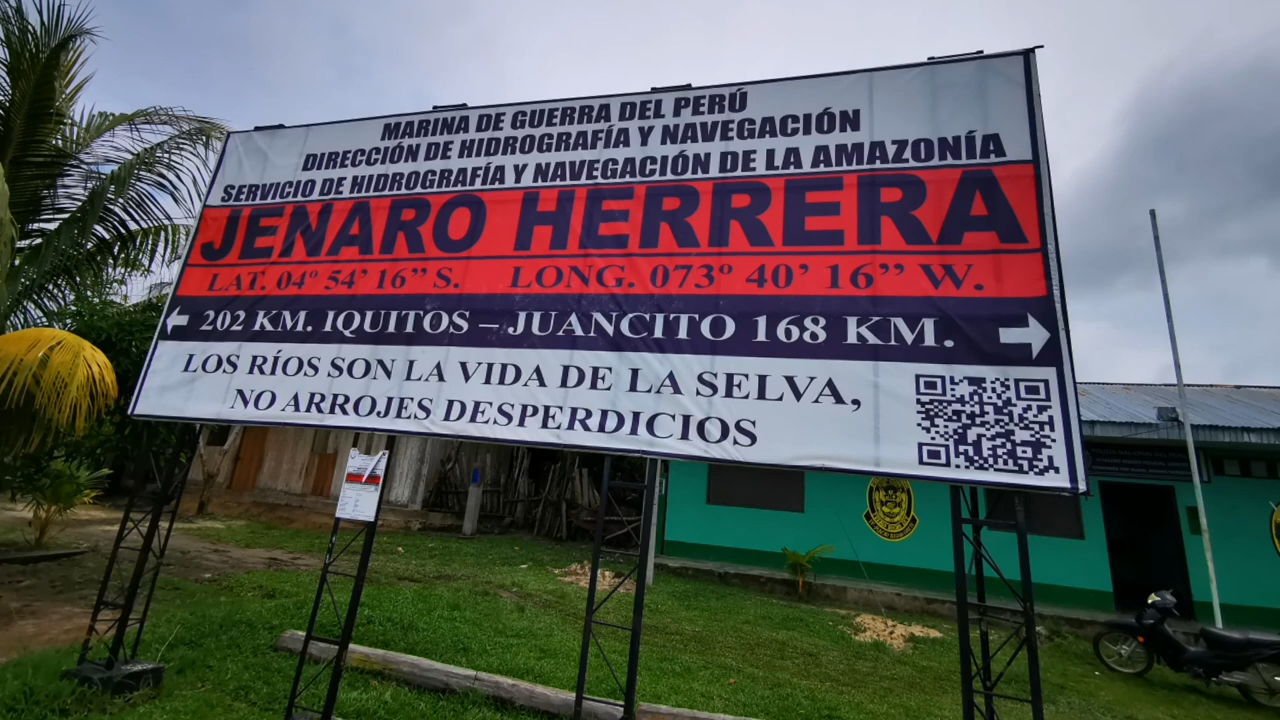 MARINA DE GUERRA DEL PERÚ
DIRECCIÓN DE HIDROGRAFÍA Y NAVEGACIÓN
SERVICIO DE HIDROGRAFÍA Y NAVEGACIÓN DE LA AMAZONÍA
JENARO HERRERA
LAT. 04º 54’ 16” S. LONG. 073º 40’ 16” W.
202 KM. IQUITOS – JUANCITO 168 KM.
LOS RÍOS SON LA VIDA DE LA SELVA,
NO ARROJES DESPERDICIOS